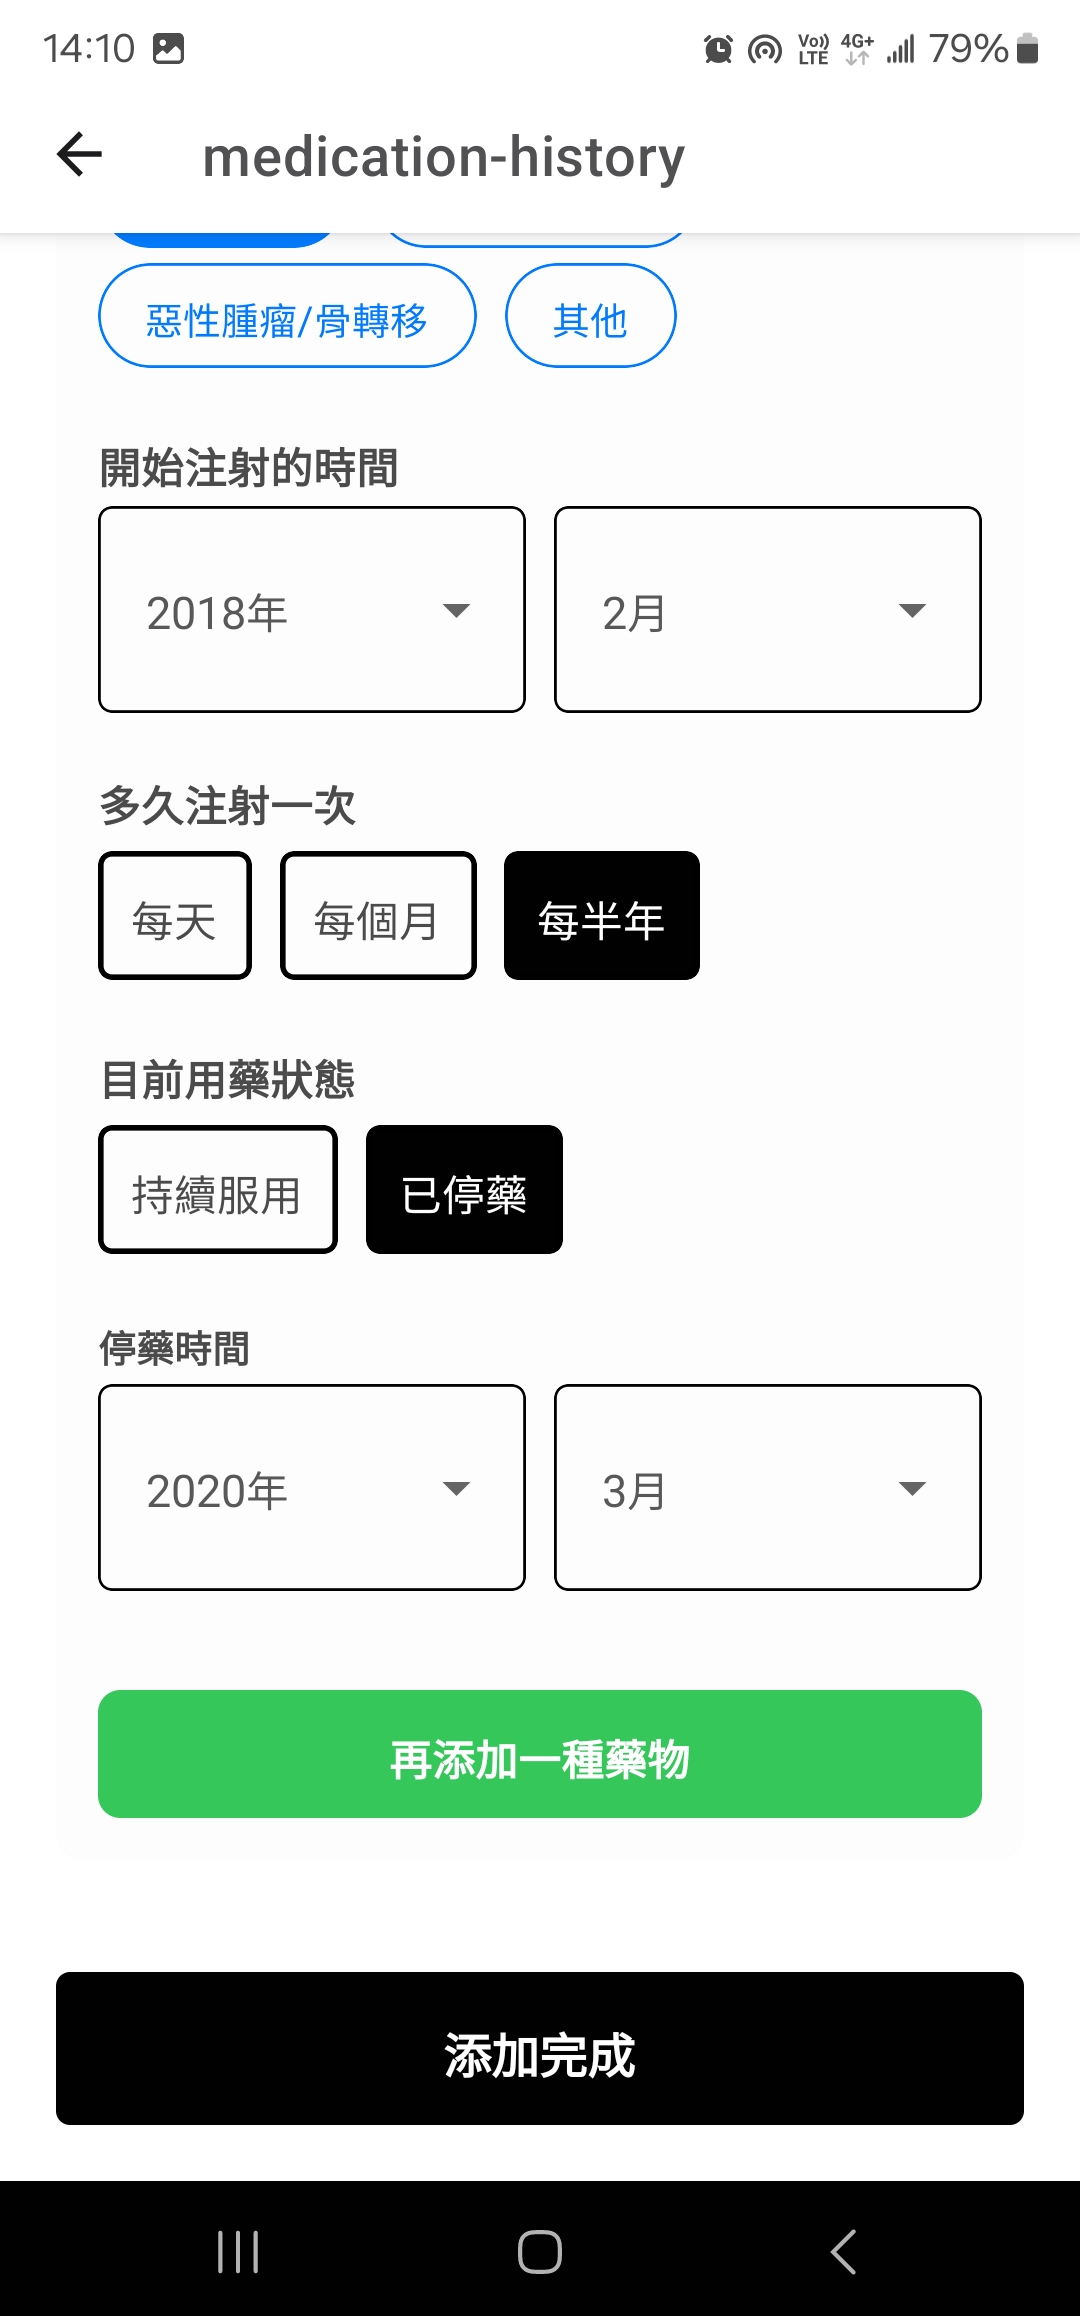 14:10 Vo)) LTE 4G+ 79%
medication-history
惡性腫瘤/骨轉移 其他
開始注射的時間
2018年 2月
多久注射一次
每天 每個月 每半年
目前用藥狀態
持續服用 已停藥
停藥時間
2020年 3月
再添加一種藥物
添加完成